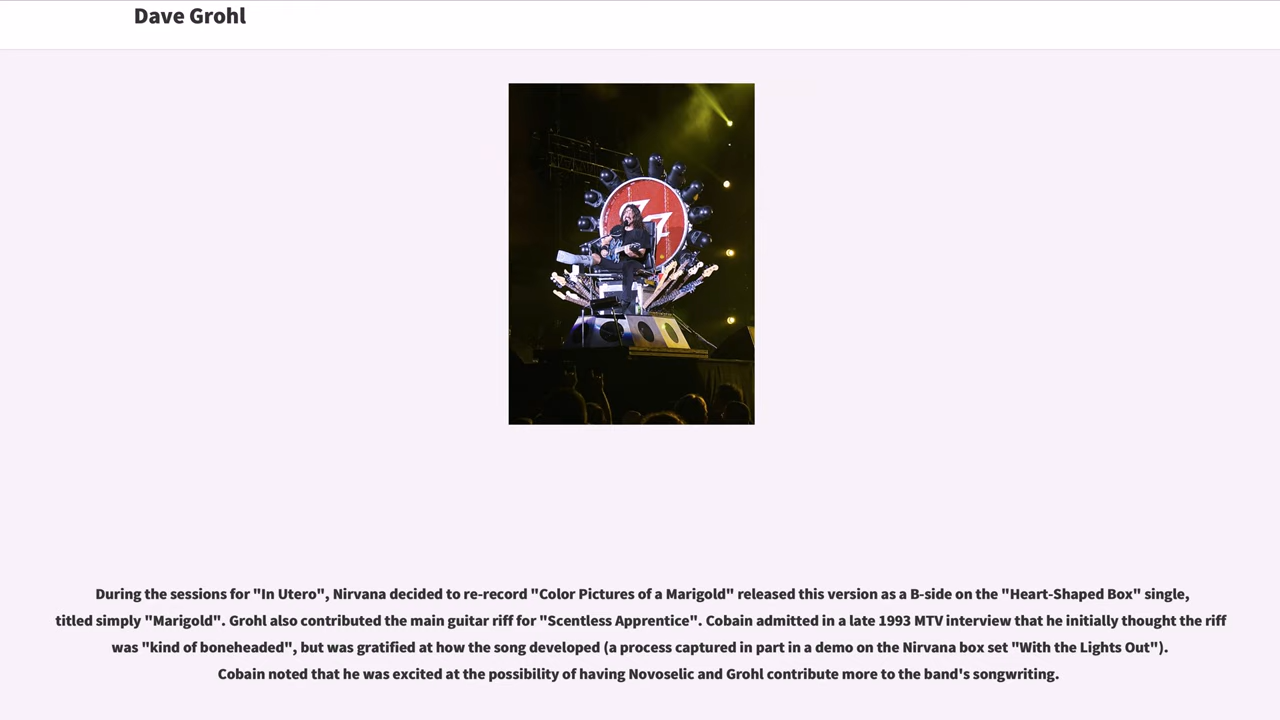 Dave Grohl
During the sessions for "In Utero", Nirvana decided to re-record "Color Pictures of a Marigold" released this version as a B-side on the "Heart-Shaped Box" single,
titled simply "Marigold". Grohl also contributed the main guitar riff for "Scentless Apprentice". Cobain admitted in a late 1993 MTV interview that he initially thought the riff
was "kind of boneheaded", but was gratified at how the song developed (a process captured in part in a demo on the Nirvana box set "With the Lights Out").
Cobain noted that he was excited at the possibility of having Novoselic and Grohl contribute more to the band's songwriting.